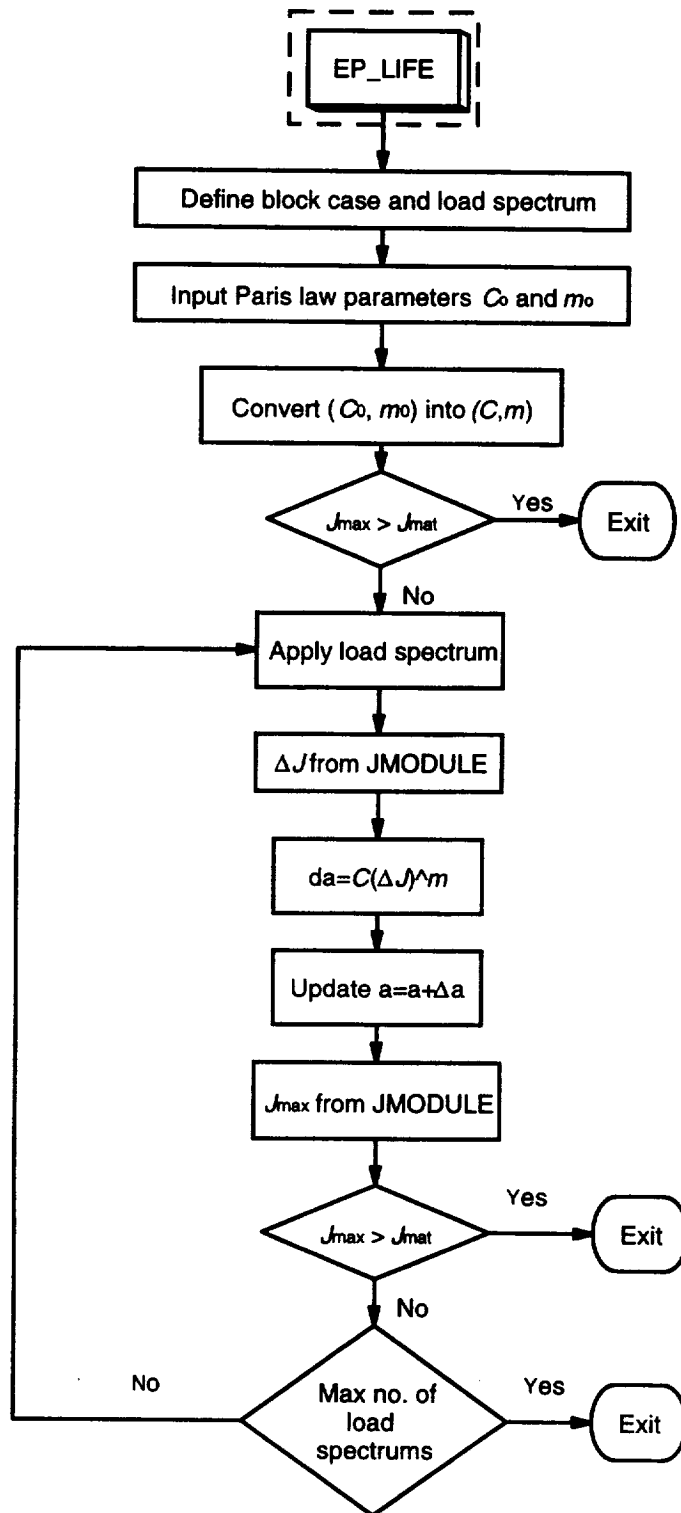 EP_LIFE
Define block case and load spectrum
Input Paris law parameters C₀ and m₀
Convert (C₀, m₀) into (C,m)
Jmax > Jmat
Yes
Exit
No
Apply load spectrum
ΔJ from JMODULE
da=C(ΔJ)^m
Update a=a+Δa
Jmax from JMODULE
Jmax > Jmat
Yes
Exit
No
No
Max no. of
load
spectrums
Yes
Exit